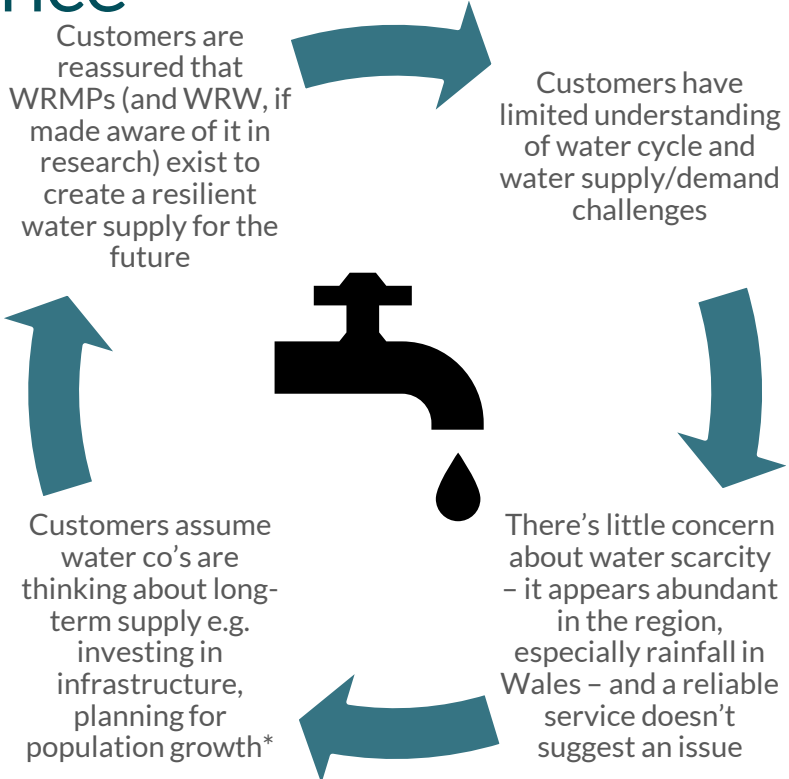 Customers are
reassured that
WRMPs (and WRW, if
made aware of it in
research) exist to
create a resilient
water supply for the
future
Customers have
limited understanding
of water cycle and
water supply/demand
challenges
There’s little concern
about water scarcity
– it appears abundant
in the region,
especially rainfall in
Wales – and a reliable
service doesn’t
suggest an issue
Customers assume
water co’s are
thinking about long-
term supply e.g.
investing in
infrastructure,
planning for
population growth*